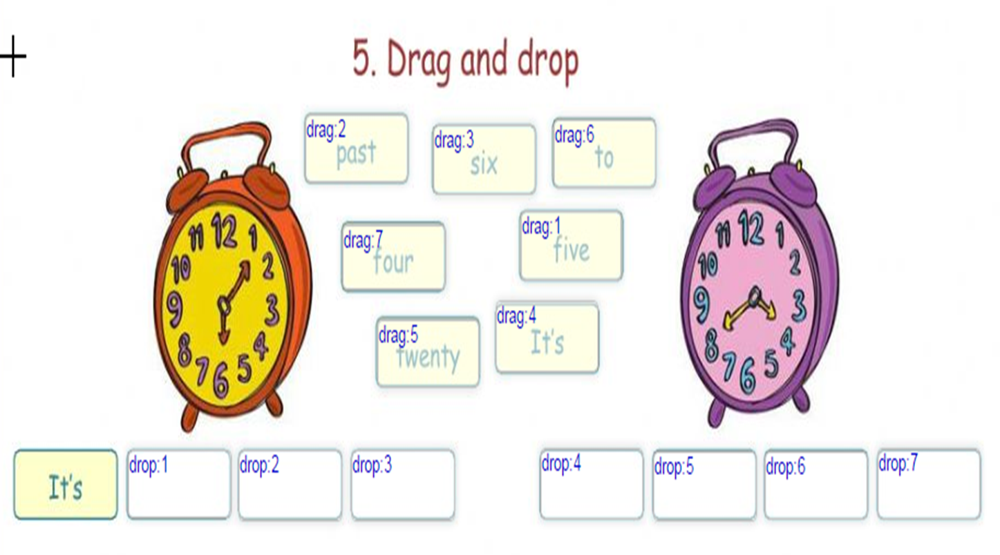 5. Drag and drop
drag:2
past
drag:3
six
drag:6
to
drag:7
four
drag:1
five
drag:5
twenty
drag:4
It's
11 12 1
10 2
9 3
8 4
7 6 5
11 12 1
10 2
9 3
8 4
7 6 5
It's
drop:1
drop:2
drop:3
drop:4
drop:5
drop:6
drop:7